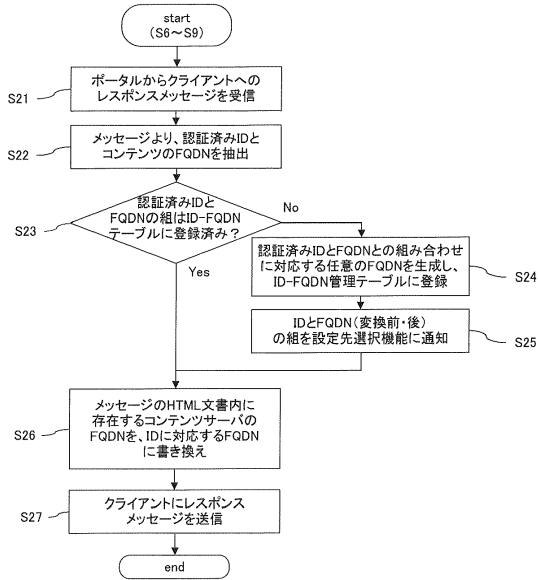 start
(S6～S9)
ポータルからクライアントへの
レスポンスメッセージを受信
S21
メッセージより、認証済みIDと
コンテンツのFQDNを抽出
S22
認証済みIDと
FQDNの組はID-FQDN
テーブルに登録済み？
S23
No
Yes
認証済みIDとFQDNとの組み合わせ
に対応する任意のFQDNを生成し、
ID-FQDN管理テーブルに登録
S24
IDとFQDN（変換前・後）
の組を設定先選択機能に通知
S25
メッセージのHTML文書内に
存在するコンテンツサーバの
FQDNを、IDに対応するFQDN
に書き換え
S26
クライアントにレスポンス
メッセージを送信
S27
end